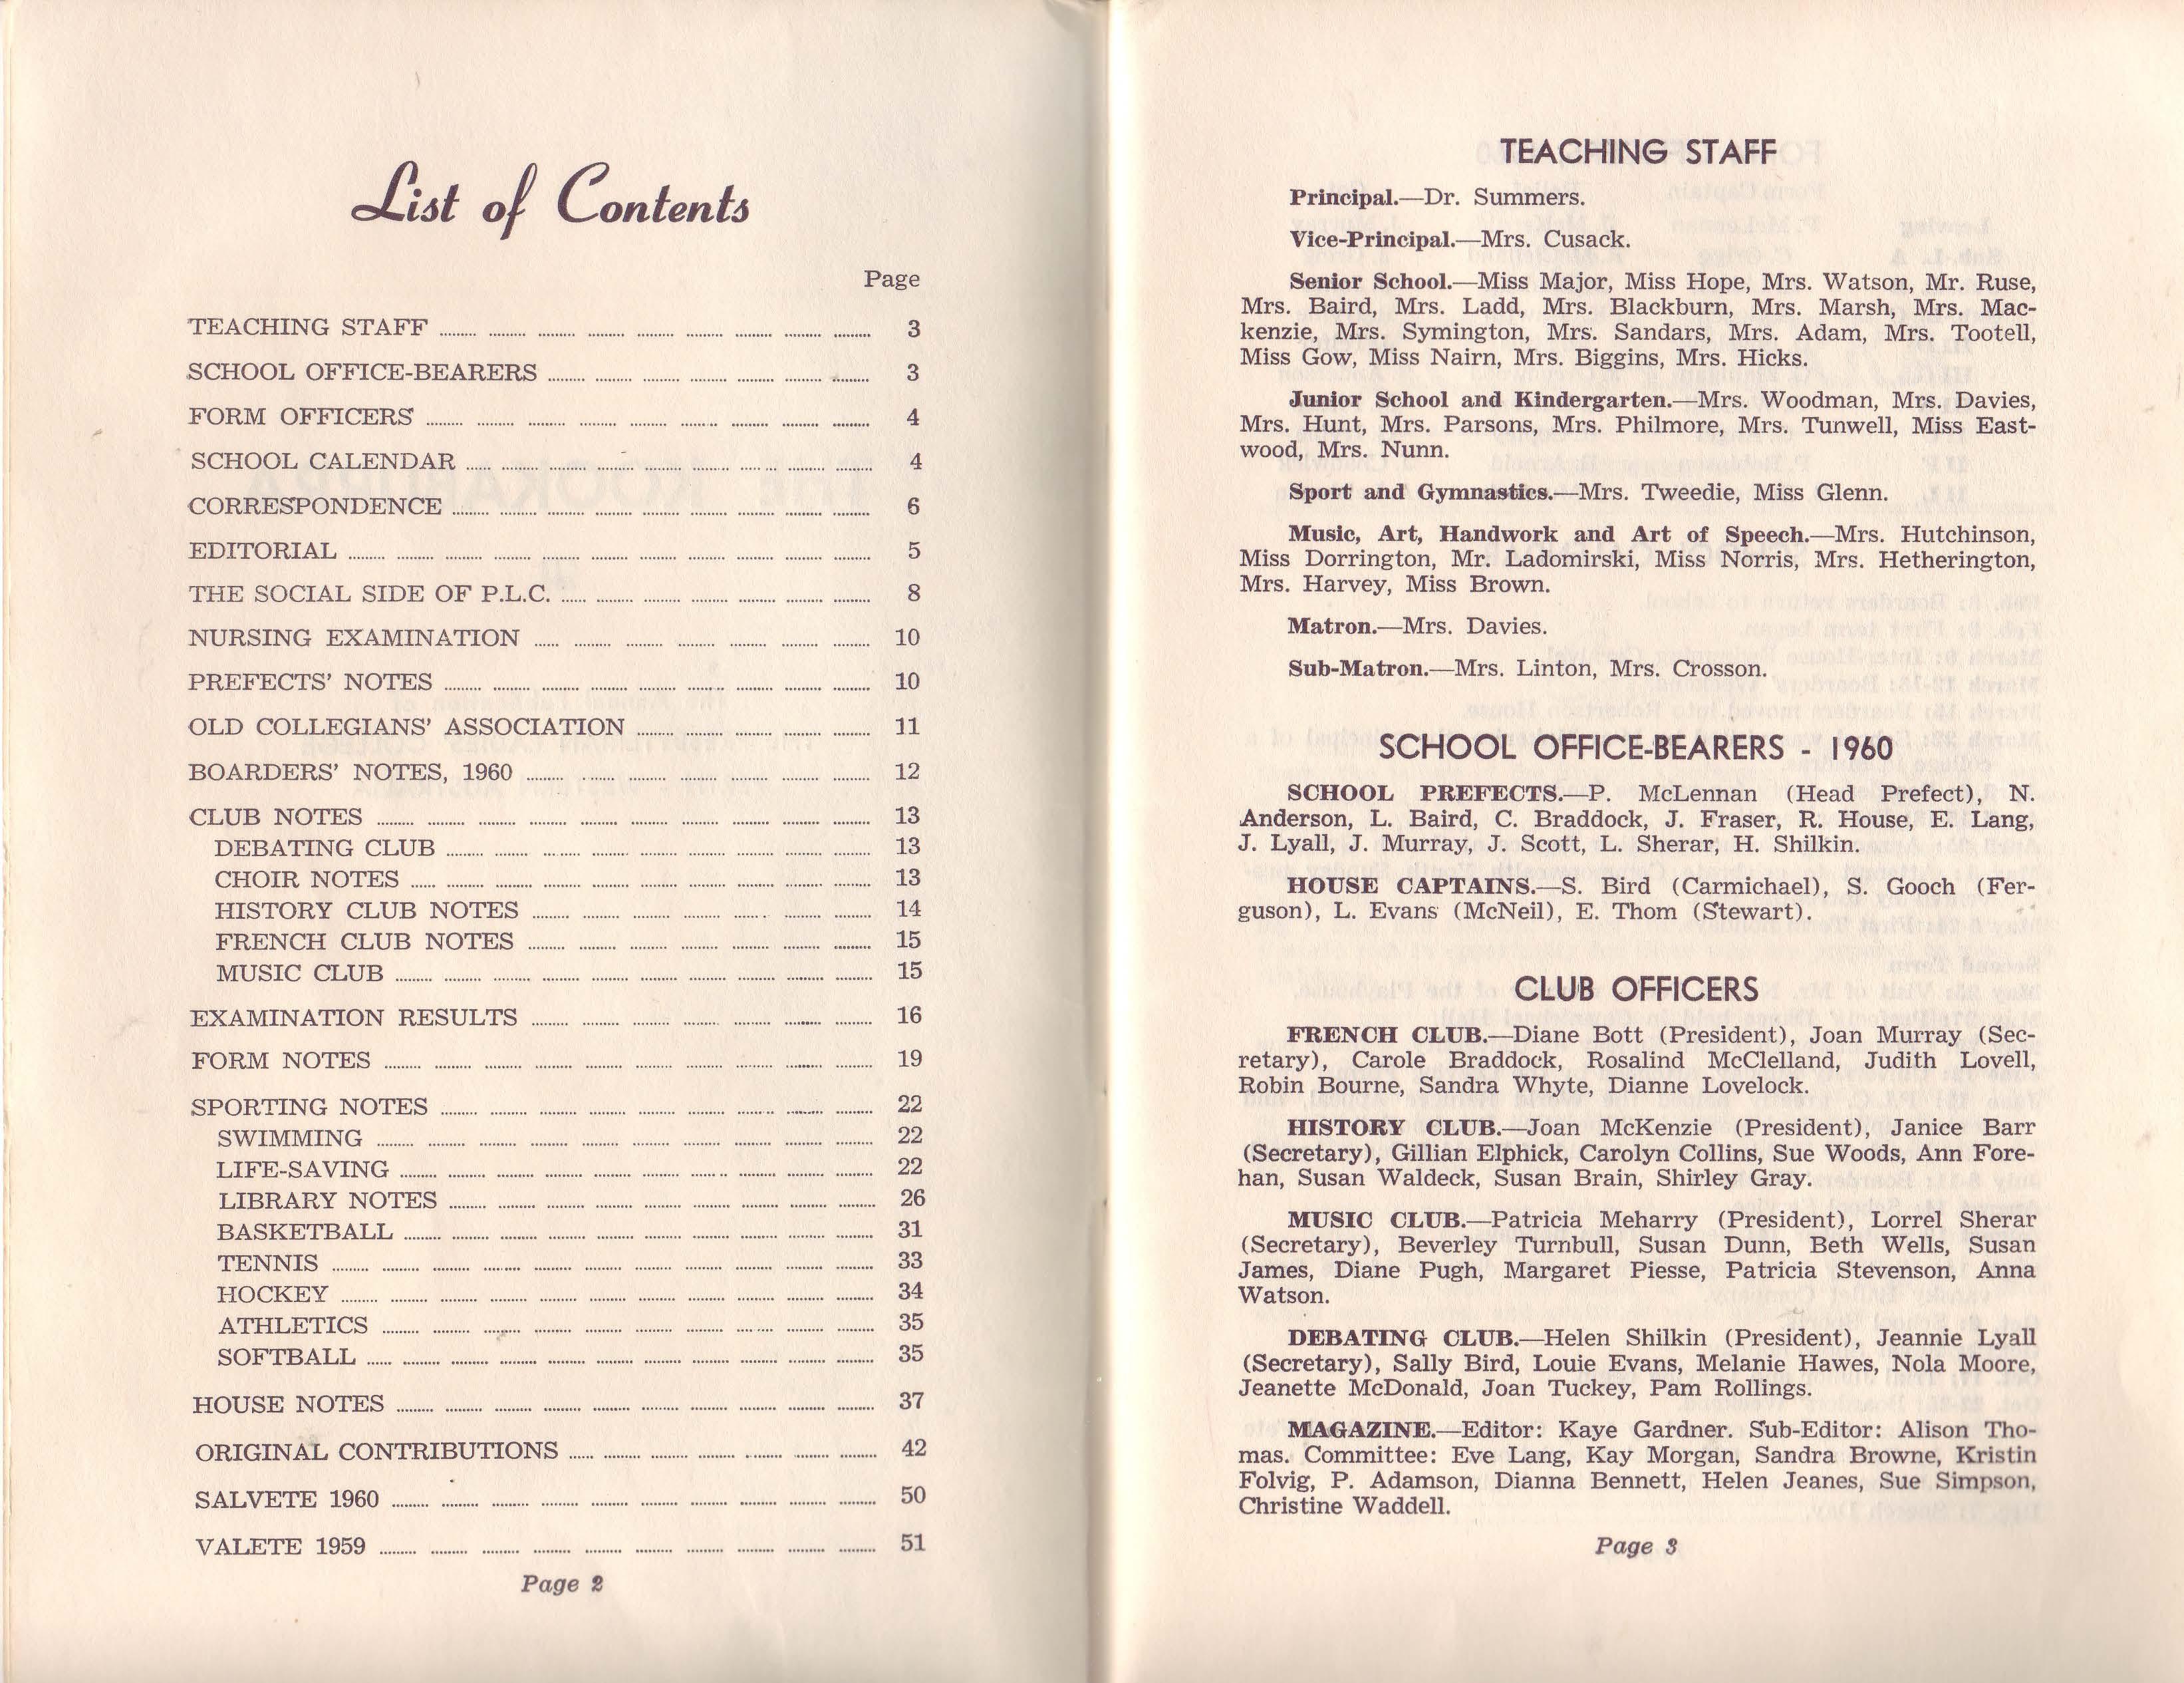 List of Contents
Page
TEACHING STAFF 3
SCHOOL OFFICE-BEARERS 3
FORM OFFICERS 4
SCHOOL CALENDAR 4
CORRESPONDENCE 6
EDITORIAL 5
THE SOCIAL SIDE OF P.L.C. 8
NURSING EXAMINATION 10
PREFECTS' NOTES 10
OLD COLLEGIANS' ASSOCIATION 11
BOARDERS' NOTES, 1960 12
CLUB NOTES 13
DEBATING CLUB 13
CHOIR NOTES 13
HISTORY CLUB NOTES 14
FRENCH CLUB NOTES 15
MUSIC CLUB 15
EXAMINATION RESULTS 16
FORM NOTES 19
SPORTING NOTES 22
SWIMMING 22
LIFE-SAVING 22
LIBRARY NOTES 26
BASKETBALL 31
TENNIS 33
HOCKEY 34
ATHLETICS 35
SOFTBALL 35
HOUSE NOTES 37
ORIGINAL CONTRIBUTIONS 42
SALVETE 1960 50
VALETE 1959 51
Page 2
TEACHING STAFF
Principal.—Dr. Summers.
Vice-Principal.—Mrs. Cusack.
Senior School.—Miss Major, Miss Hope, Mrs. Watson, Mr. Ruse,
Mrs. Baird, Mrs. Ladd, Mrs. Blackburn, Mrs. Marsh, Mrs. Mac-
kenzie, Mrs. Symington, Mrs. Sandars, Mrs. Adam, Mrs. Tootell,
Miss Gow, Miss Nairn, Mrs. Biggins, Mrs. Hicks.
Junior School and Kindergarten.—Mrs. Woodman, Mrs. Davies,
Mrs. Hunt, Mrs. Parsons, Mrs. Philmore, Mrs. Tunwell, Miss East-
wood, Mrs. Nunn.
Sport and Gymnastics.—Mrs. Tweedie, Miss Glenn.
Music, Art, Handwork and Art of Speech.—Mrs. Hutchinson,
Miss Dorrington, Mr. Ladomirski, Miss Norris, Mrs. Hetherington,
Mrs. Harvey, Miss Brown.
Matron.—Mrs. Davies.
Sub-Matron.—Mrs. Linton, Mrs. Crosson.
SCHOOL OFFICE-BEARERS - 1960
SCHOOL PREFECTS.—P. McLennan (Head Prefect), N.
Anderson, L. Baird, C. Braddock, J. Fraser, R. House, E. Lang,
J. Lyall, J. Murray, J. Scott, L. Sherar, H. Shilkin.
HOUSE CAPTAINS.—S. Bird (Carmichael), S. Gooch (Fer-
guson), L. Evans (McNeil), E. Thom (Stewart).
CLUB OFFICERS
FRENCH CLUB.—Diane Bott (President), Joan Murray (Sec-
retary), Carole Braddock, Rosalind McClelland, Judith Lovell,
Robin Bourne, Sandra Whyte, Dianne Lovelock.
HISTORY CLUB.—Joan McKenzie (President), Janice Barr
(Secretary), Gillian Elphick, Carolyn Collins, Sue Woods, Ann Fore-
han, Susan Waldeck, Susan Brain, Shirley Gray.
MUSIC CLUB.—Patricia Meharry (President), Lorrel Sherar
(Secretary), Beverley Turnbull, Susan Dunn, Beth Wells, Susan
James, Diane Pugh, Margaret Piesse, Patricia Stevenson, Anna
Watson.
DEBATING CLUB.—Helen Shilkin (President), Jeannie Lyall
(Secretary), Sally Bird, Louie Evans, Melanie Hawes, Nola Moore,
Jeanette McDonald, Joan Tuckey, Pam Rollings.
MAGAZINE.—Editor: Kaye Gardner. Sub-Editor: Alison Tho-
mas. Committee: Eve Lang, Kay Morgan, Sandra Browne, Kristin
Folvig, P. Adamson, Dianna Bennett, Helen Jeanes, Sue Simpson,
Christine Waddell.
Page 3